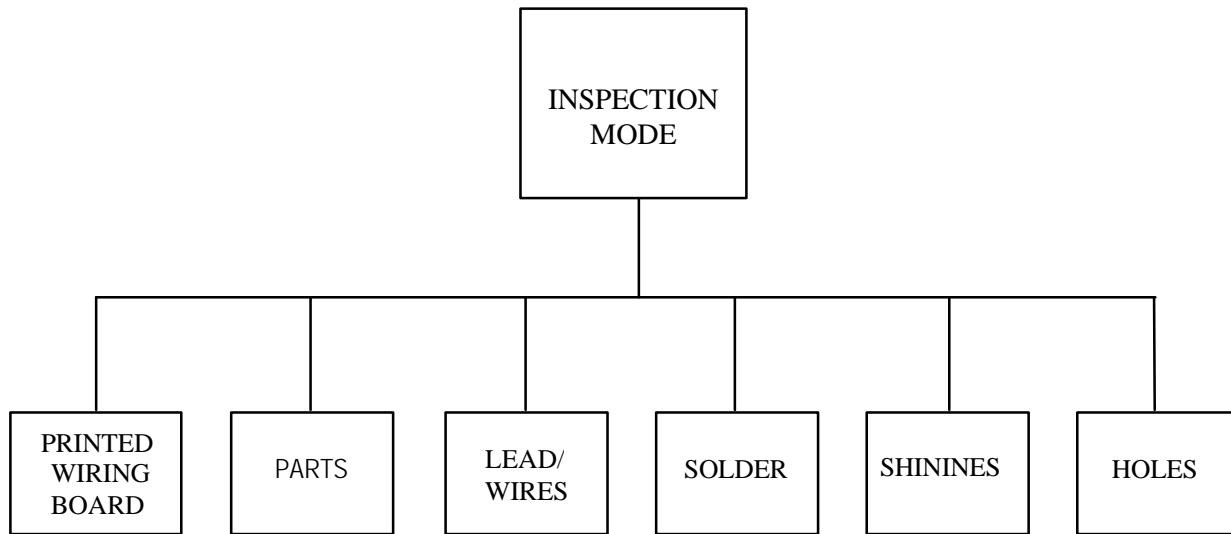 INSPECTION
MODE
PRINTED
WIRING
BOARD
PARTS
LEAD/
WIRES
SOLDER
SHININES
HOLES